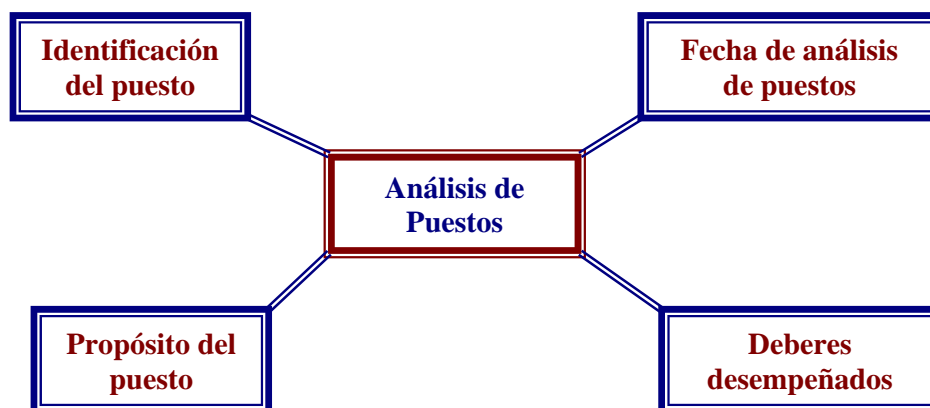 Identificación
del puesto
Fecha de análisis
de puestos
Análisis de
Puestos
Propósito del
puesto
Deberes
desempeñados